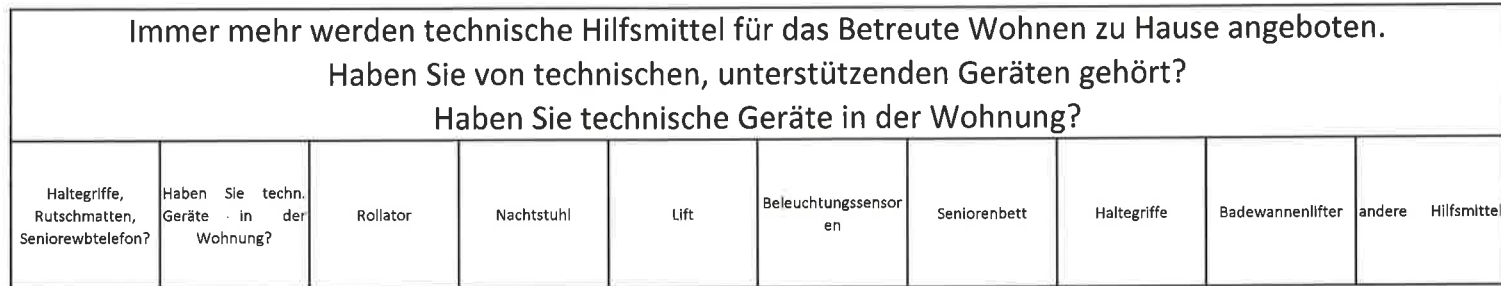 Immer mehr werden technische Hilfsmittel für das Betreute Wohnen zu Hause angeboten.
Haben Sie von technischen, unterstützenden Geräten gehört?
Haben Sie technische Geräte in der Wohnung?
Haltegriffe,
Rutschmatten,
Seniorewbtelefon?
Haben Sie techn.
Geräte in der
Wohnung?
Rollator
Nachtstuhl
Lift
Beleuchtungssensor
en
Seniorenbett
Haltegriffe
Badewannenlifter
andere Hilfsmittel